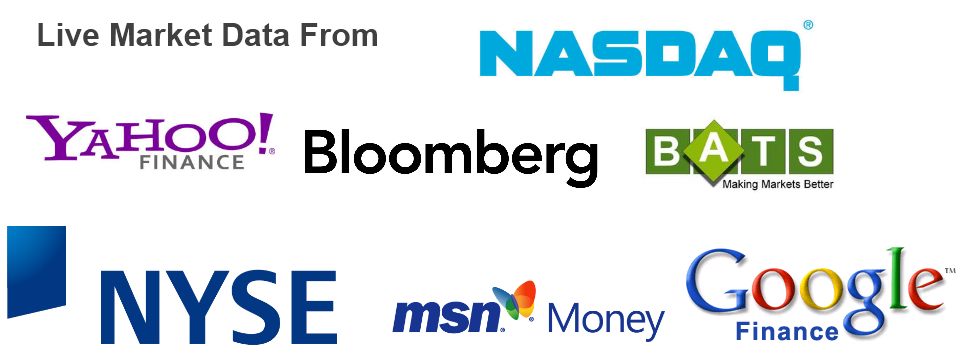 Live Market Data From
NASDAQ®
YAHOO!®
FINANCE
Bloomberg
BATS
Making Markets Better
NYSE
msn® Money
Google™
Finance